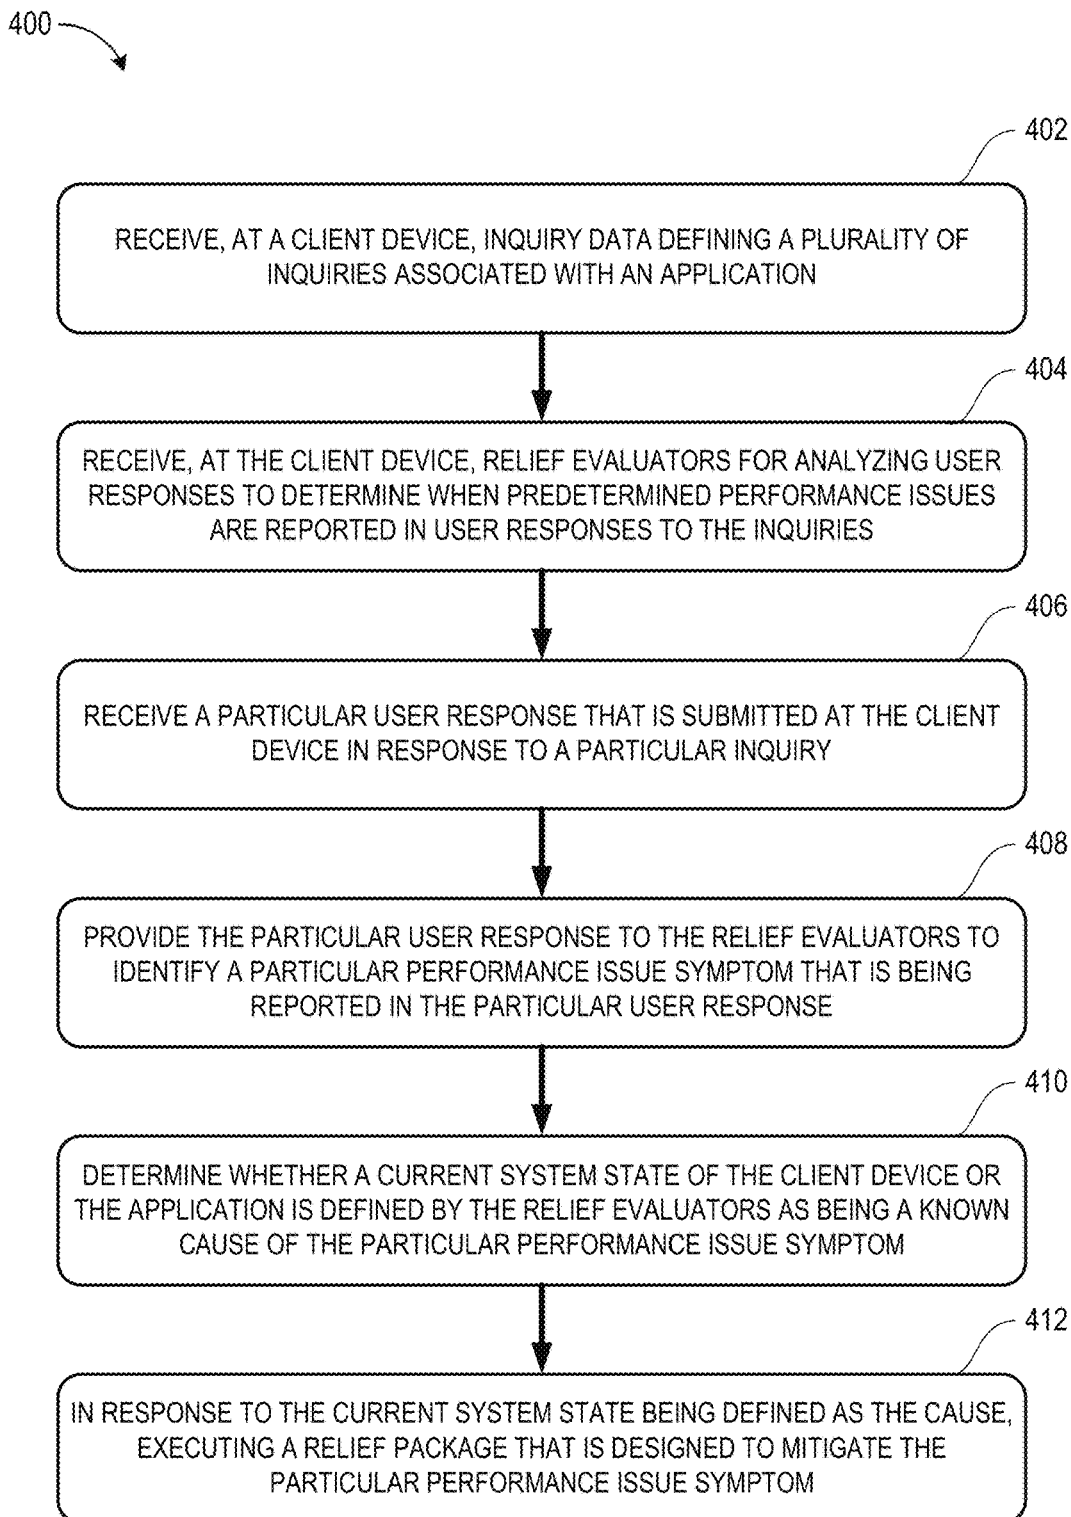 400
402
RECEIVE, AT A CLIENT DEVICE, INQUIRY DATA DEFINING A PLURALITY OF
INQUIRIES ASSOCIATED WITH AN APPLICATION
404
RECEIVE, AT THE CLIENT DEVICE, RELIEF EVALUATORS FOR ANALYZING USER
RESPONSES TO DETERMINE WHEN PREDETERMINED PERFORMANCE ISSUES
ARE REPORTED IN USER RESPONSES TO THE INQUIRIES
406
RECEIVE A PARTICULAR USER RESPONSE THAT IS SUBMITTED AT THE CLIENT
DEVICE IN RESPONSE TO A PARTICULAR INQUIRY
408
PROVIDE THE PARTICULAR USER RESPONSE TO THE RELIEF EVALUATORS TO
IDENTIFY A PARTICULAR PERFORMANCE ISSUE SYMPTOM THAT IS BEING
REPORTED IN THE PARTICULAR USER RESPONSE
410
DETERMINE WHETHER A CURRENT SYSTEM STATE OF THE CLIENT DEVICE OR
THE APPLICATION IS DEFINED BY THE RELIEF EVALUATORS AS BEING A KNOWN
CAUSE OF THE PARTICULAR PERFORMANCE ISSUE SYMPTOM
412
IN RESPONSE TO THE CURRENT SYSTEM STATE BEING DEFINED AS THE CAUSE,
EXECUTING A RELIEF PACKAGE THAT IS DESIGNED TO MITIGATE THE
PARTICULAR PERFORMANCE ISSUE SYMPTOM